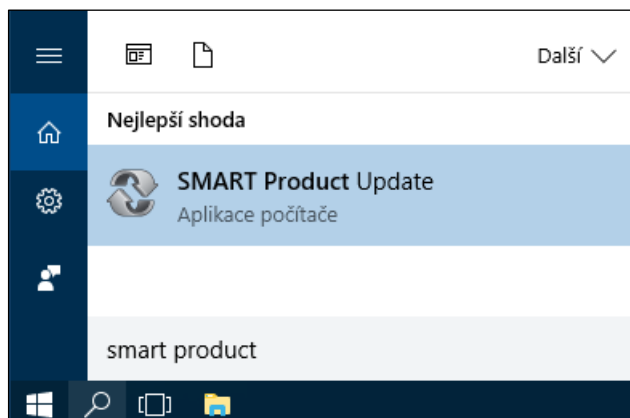 Další
Nejlepší shoda
SMART Product Update
Aplikace počítače
smart product